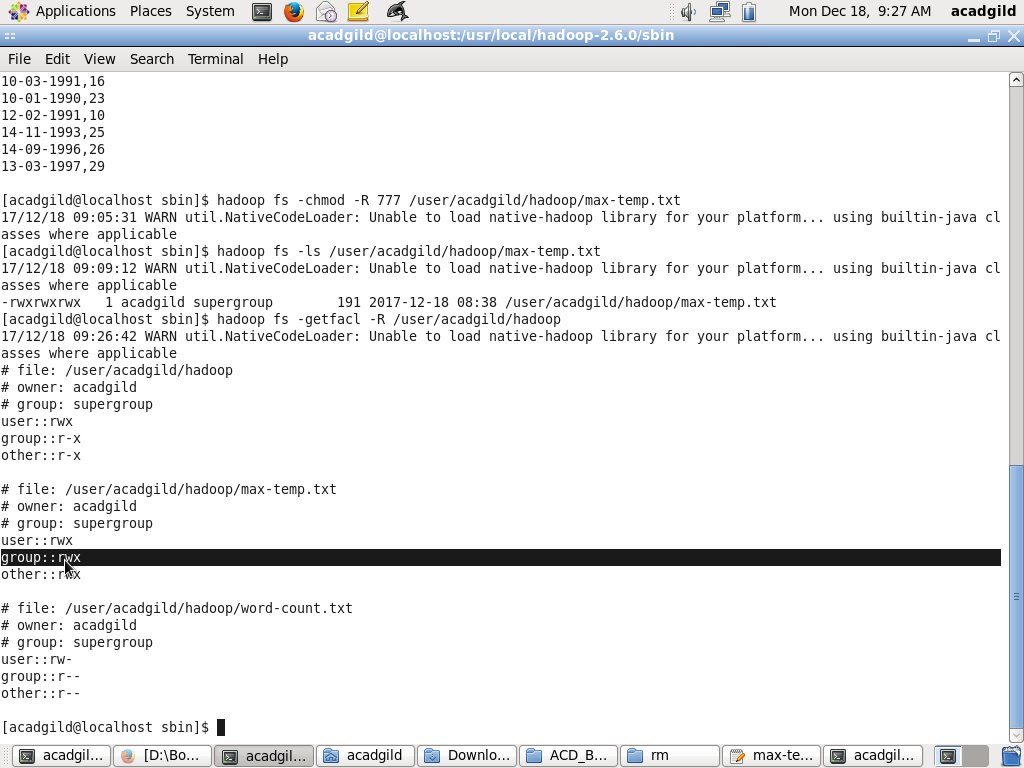 Applications Places System Mon Dec 18, 9:27 AM acadgild
acadgild@localhost:/usr/local/hadoop-2.6.0/sbin
File Edit View Search Terminal Help
10-03-1991,16
10-01-1990,23
12-02-1991,10
14-11-1993,25
14-09-1996,26
13-03-1997,29
[acadgild@localhost sbin]$ hadoop fs -chmod -R 777 /user/acadgild/hadoop/max-temp.txt
17/12/18 09:05:31 WARN util.NativeCodeLoader: Unable to load native-hadoop library for your platform... using builtin-java cl
asses where applicable
[acadgild@localhost sbin]$ hadoop fs -ls /user/acadgild/hadoop/max-temp.txt
17/12/18 09:09:12 WARN util.NativeCodeLoader: Unable to load native-hadoop library for your platform... using builtin-java cl
asses where applicable
-rwxrwxrwx   1 acadgild supergroup        191 2017-12-18 08:38 /user/acadgild/hadoop/max-temp.txt
[acadgild@localhost sbin]$ hadoop fs -getfacl -R /user/acadgild/hadoop
17/12/18 09:26:42 WARN util.NativeCodeLoader: Unable to load native-hadoop library for your platform... using builtin-java cl
asses where applicable
# file: /user/acadgild/hadoop
# owner: acadgild
# group: supergroup
user::rwx
group::r-x
other::r-x
# file: /user/acadgild/hadoop/max-temp.txt
# owner: acadgild
# group: supergroup
user::rwx
group::rwx
other::rwx
# file: /user/acadgild/hadoop/word-count.txt
# owner: acadgild
# group: supergroup
user::rw-
group::r--
other::r--
[acadgild@localhost sbin]$
acadgil... [D:\Bo... acadgil... acadgild Downlo... ACD_B... rm max-te... acadgil...